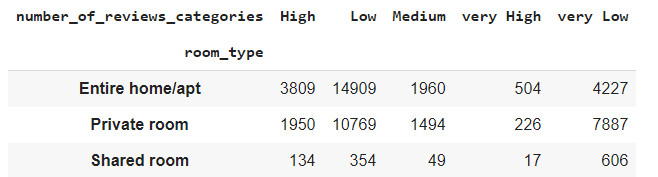 number_of_reviews_categories High Low Medium very High very Low
room_type
Entire home/apt 3809 14909 1960 504 4227
Private room 1950 10769 1494 226 7887
Shared room 134 354 49 17 606